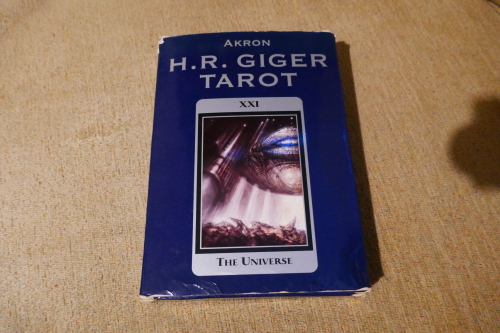 AKRON
H.R. GIGER
TAROT
XXI
THE UNIVERSE